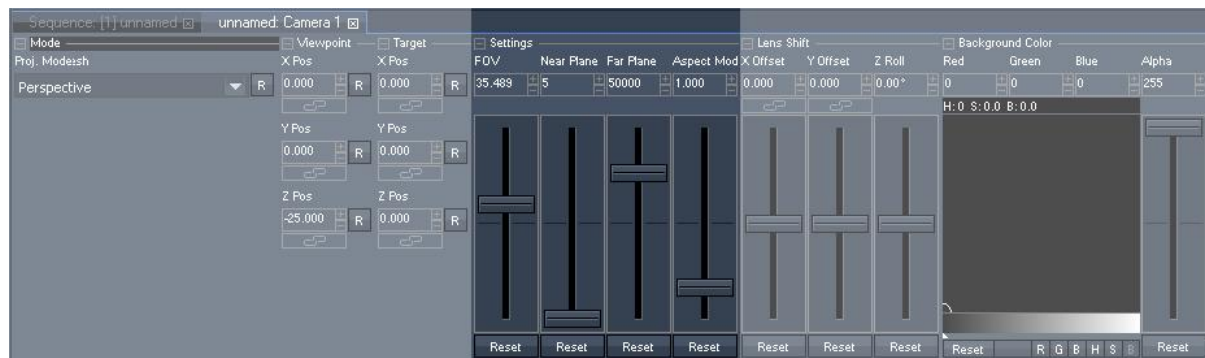 Sequence: [1] unnamed unnamed: Camera 1
Mode Viewpoint Target Settings Lens Shift Background Color
Proj. Mode:sh X Pos X Pos FOV Near Plane Far Plane Aspect Mod X Offset Y Offset Z Roll Red Green Blue Alpha
Perspective R 0.000 R 0.000 R 35.489 5 50000 1.000 0.000 0.000 0.00° 0 0 0 255
H:0 S:0.0 B:0.0
Y Pos Y Pos
0.000 R 0.000 R
Z Pos Z Pos
-25.000 R 0.000 R
Reset Reset Reset Reset Reset Reset Reset Reset R G B H S B Reset